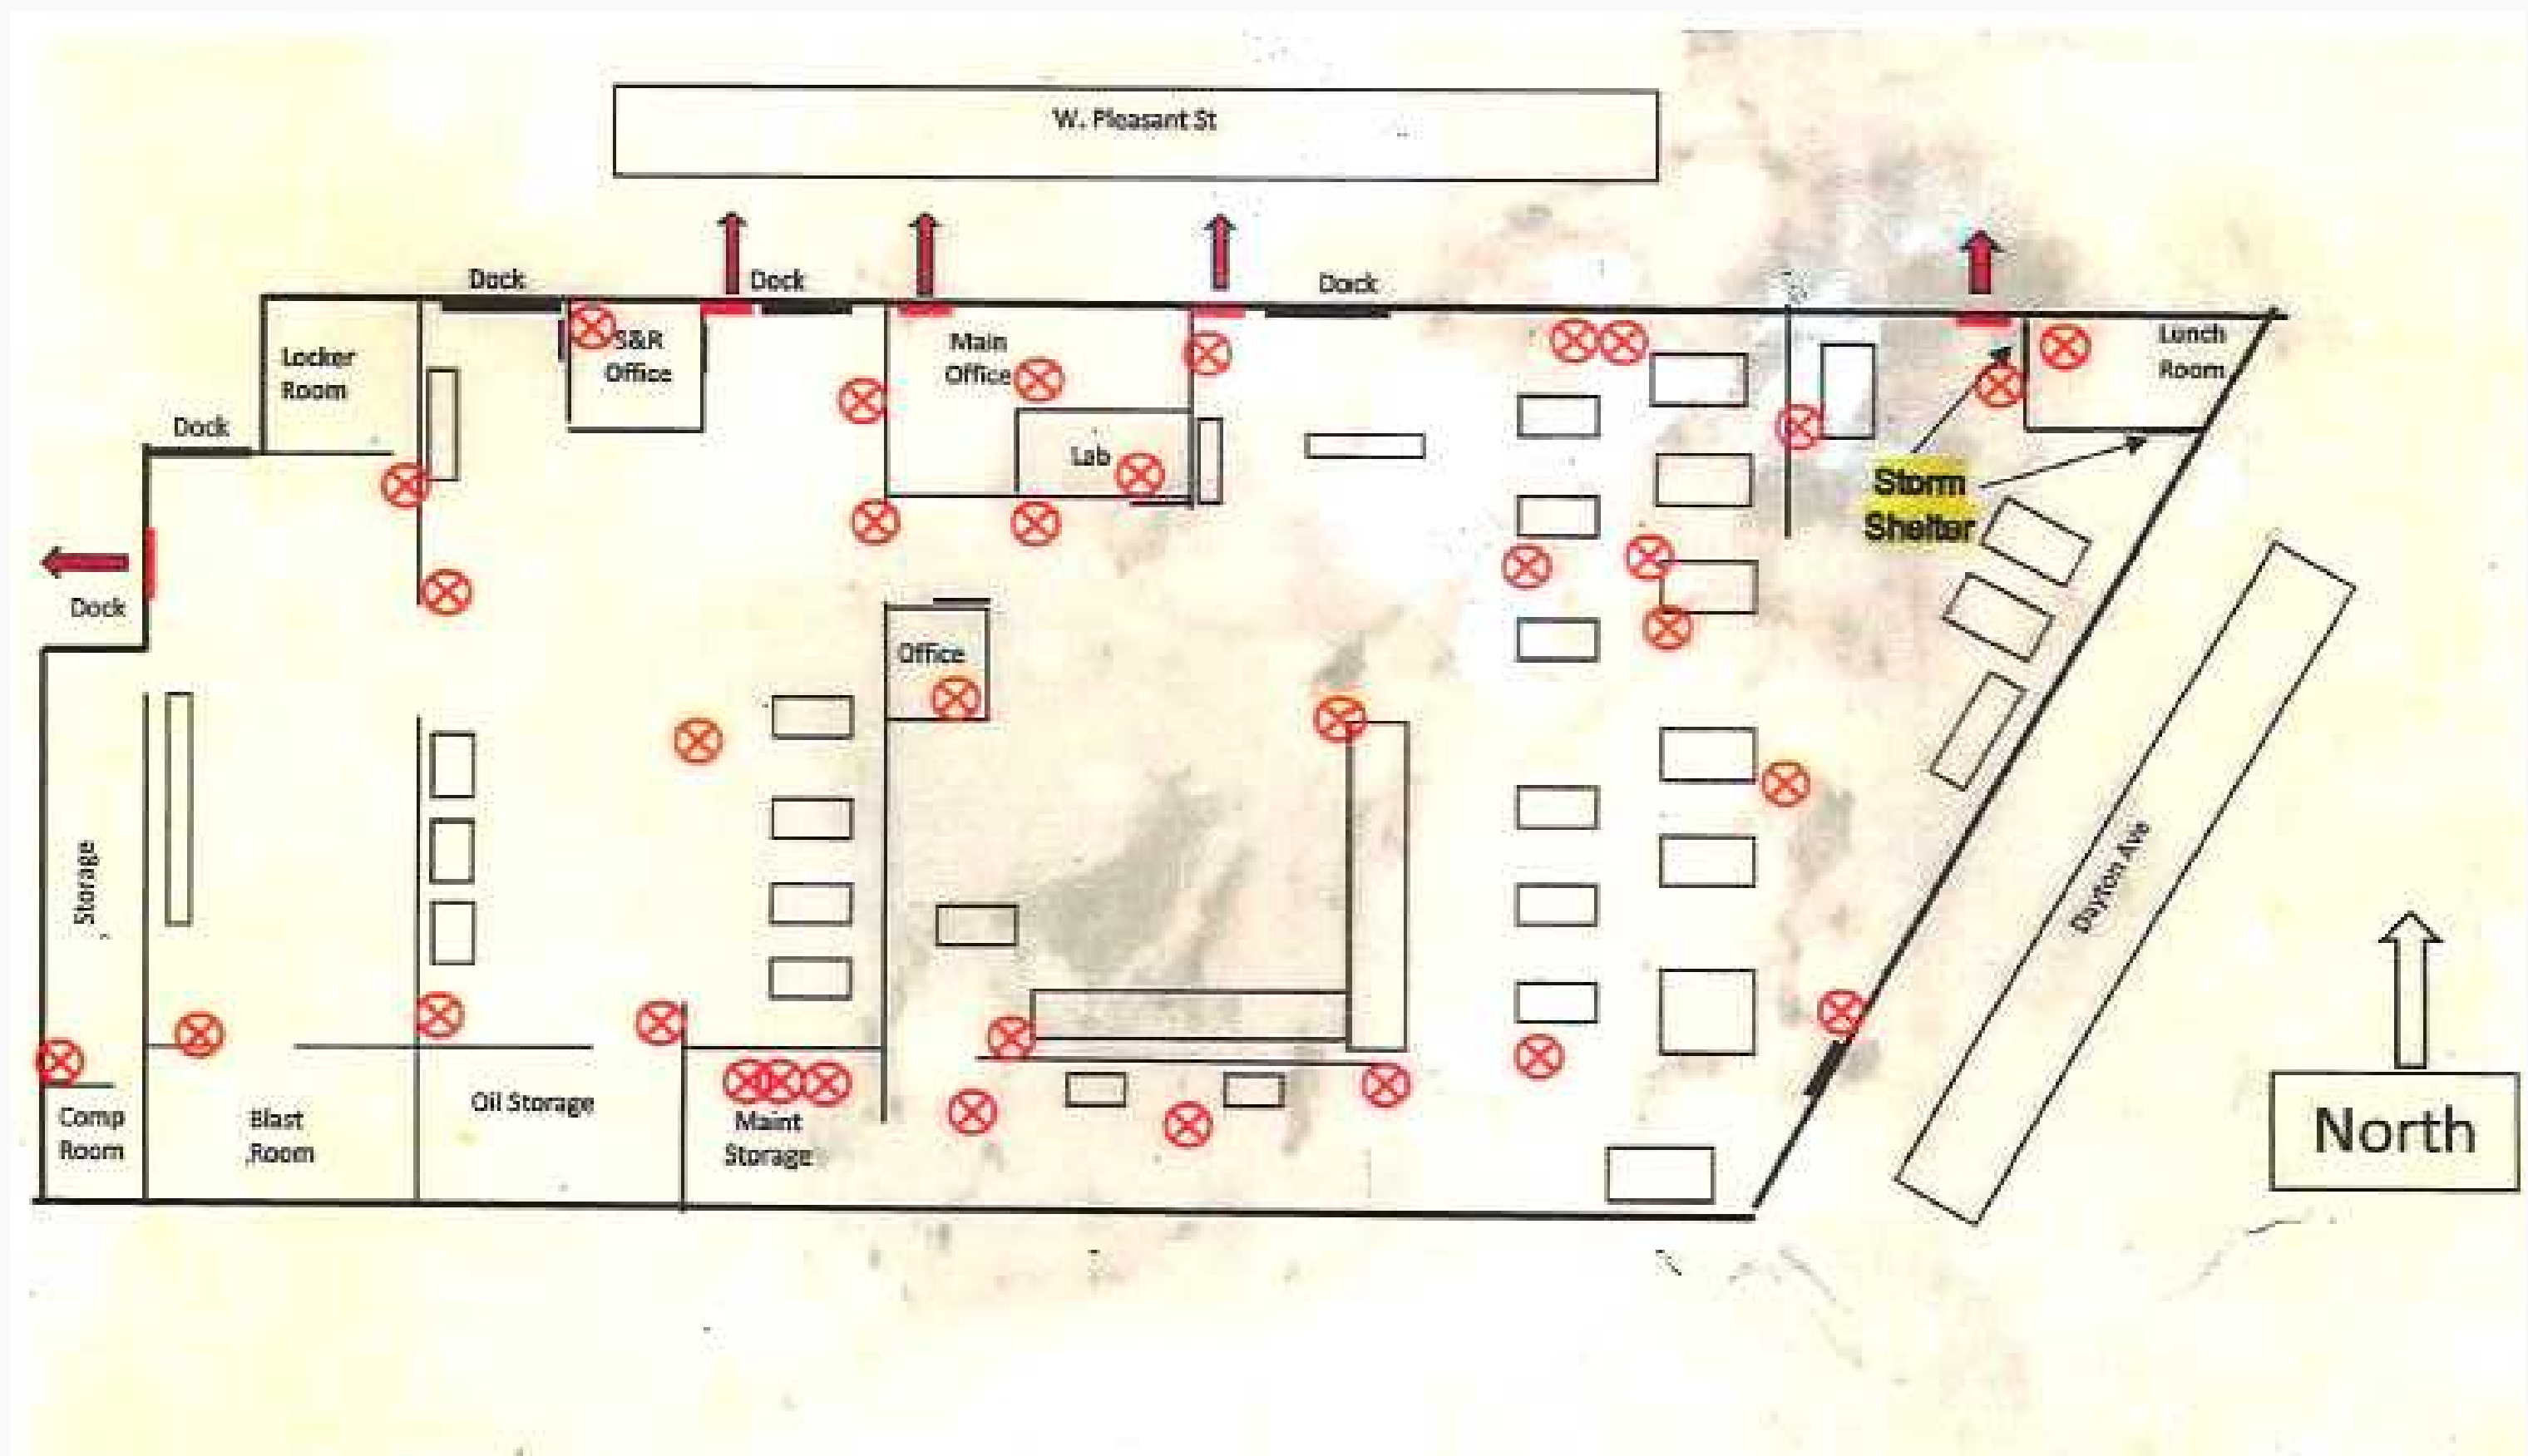 W. Pleasant St
Dock
Dock
Dock
S&R
Office
Main
Office
Lunch
Room
Locker
Room
Dock
Lab
Storm
Shelter
Dock
Office
Storage
Dayton Ave
Comp
Room
Blast
Room
Oil Storage
Maint
Storage
North